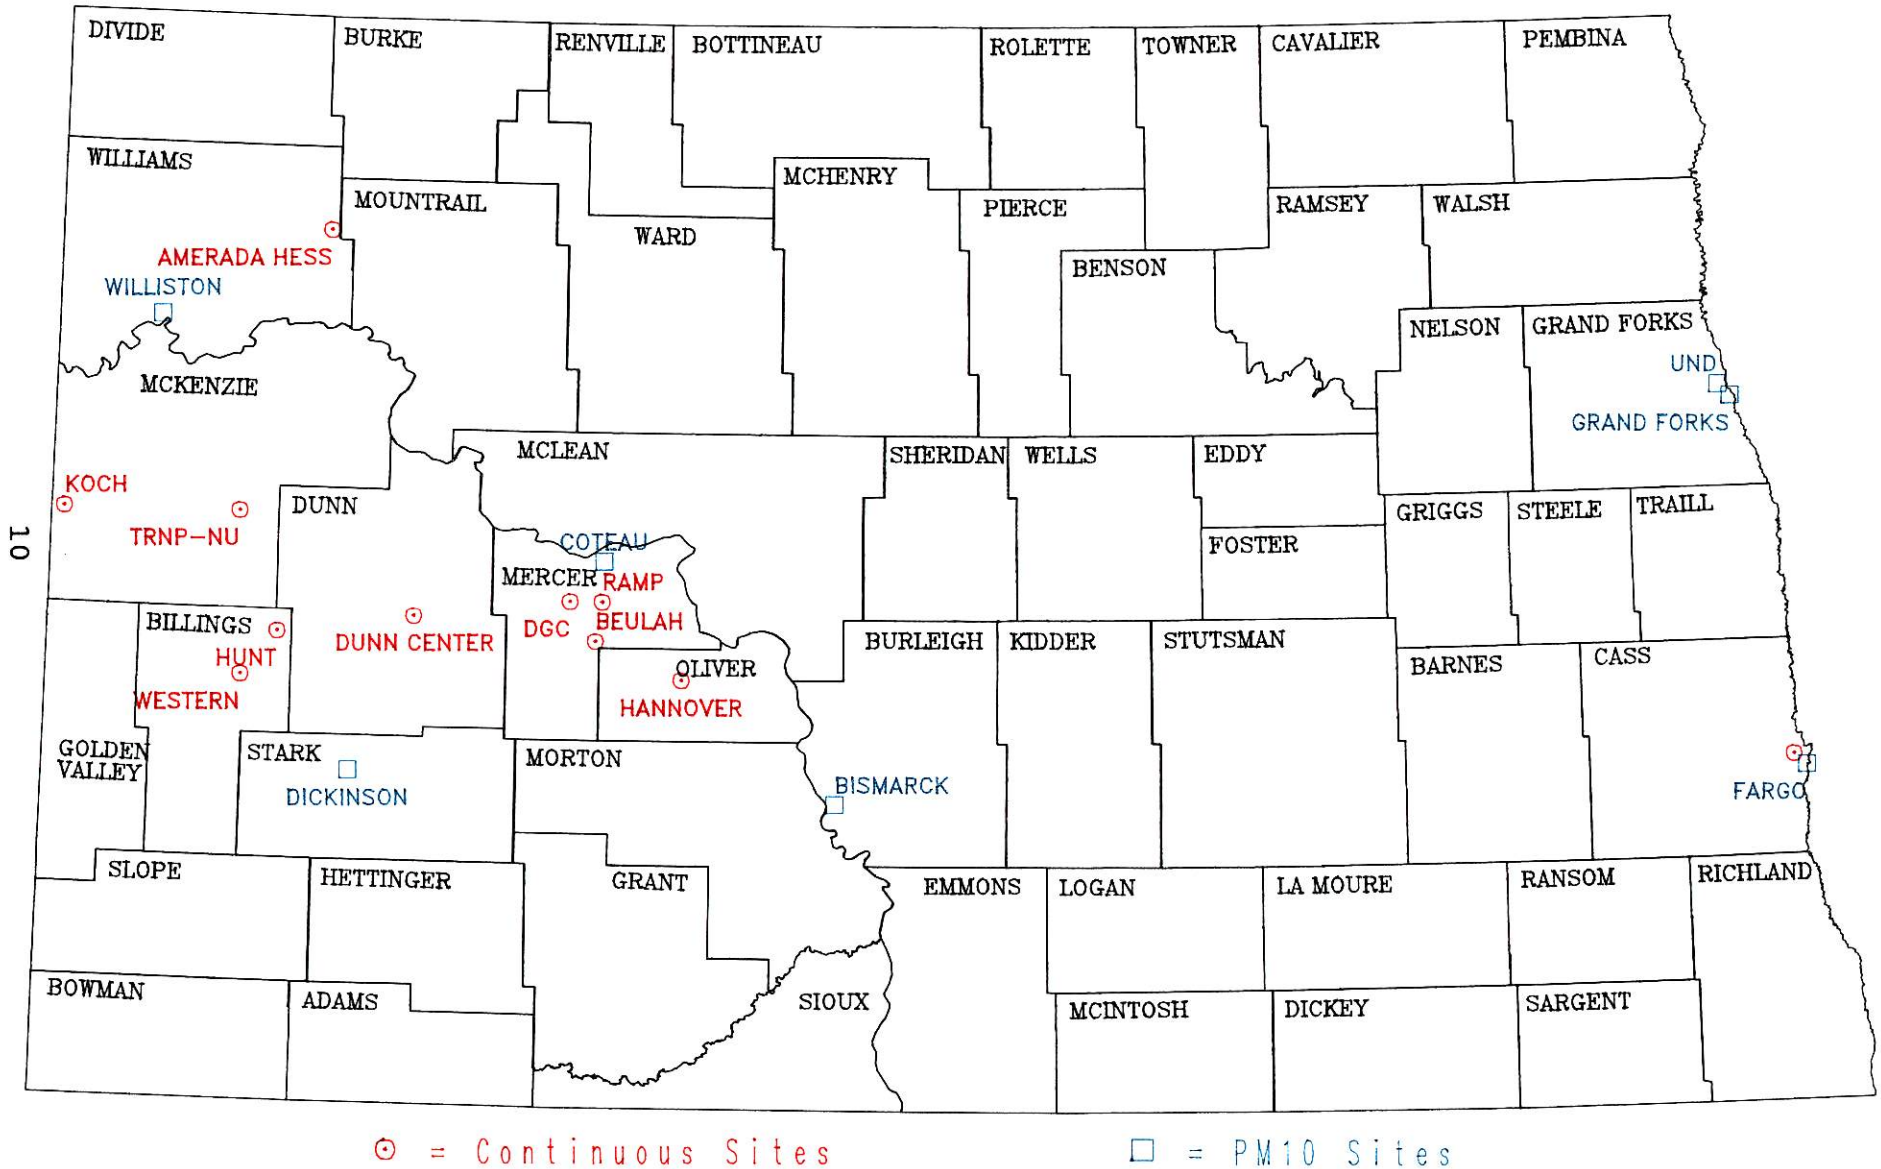 DIVIDE
BURKE
RENVILLE
BOTTINEAU
ROLETTE
TOWNER
CAVALIER
PEMBINA
WILLIAMS
MOUNTRAIL
WARD
MCHENRY
PIERCE
RAMSEY
WALSH
AMERADA HESS
WILLISTON
BENSON
NELSON
GRAND FORKS
UND
GRAND FORKS
MCKENZIE
KOCH
TRNP-NU
DUNN
MCLEAN
SHERIDAN
WELLS
EDDY
FOSTER
GRIGGS
STEELE
TRAILL
10
COTEAU
MERCER
RAMP
DGC
BEULAH
BILLINGS
HUNT
WESTERN
DUNN CENTER
OLIVER
HANNOVER
BURLEIGH
KIDDER
STUTSMAN
BARNES
CASS
GOLDEN
VALLEY
STARK
DICKINSON
MORTON
BISMARCK
FARGO
SLOPE
HETTINGER
GRANT
EMMONS
LOGAN
LA MOURE
RANSOM
RICHLAND
BOWMAN
ADAMS
SIOUX
MCINTOSH
DICKEY
SARGENT
= Continuous Sites
= PM10 Sites